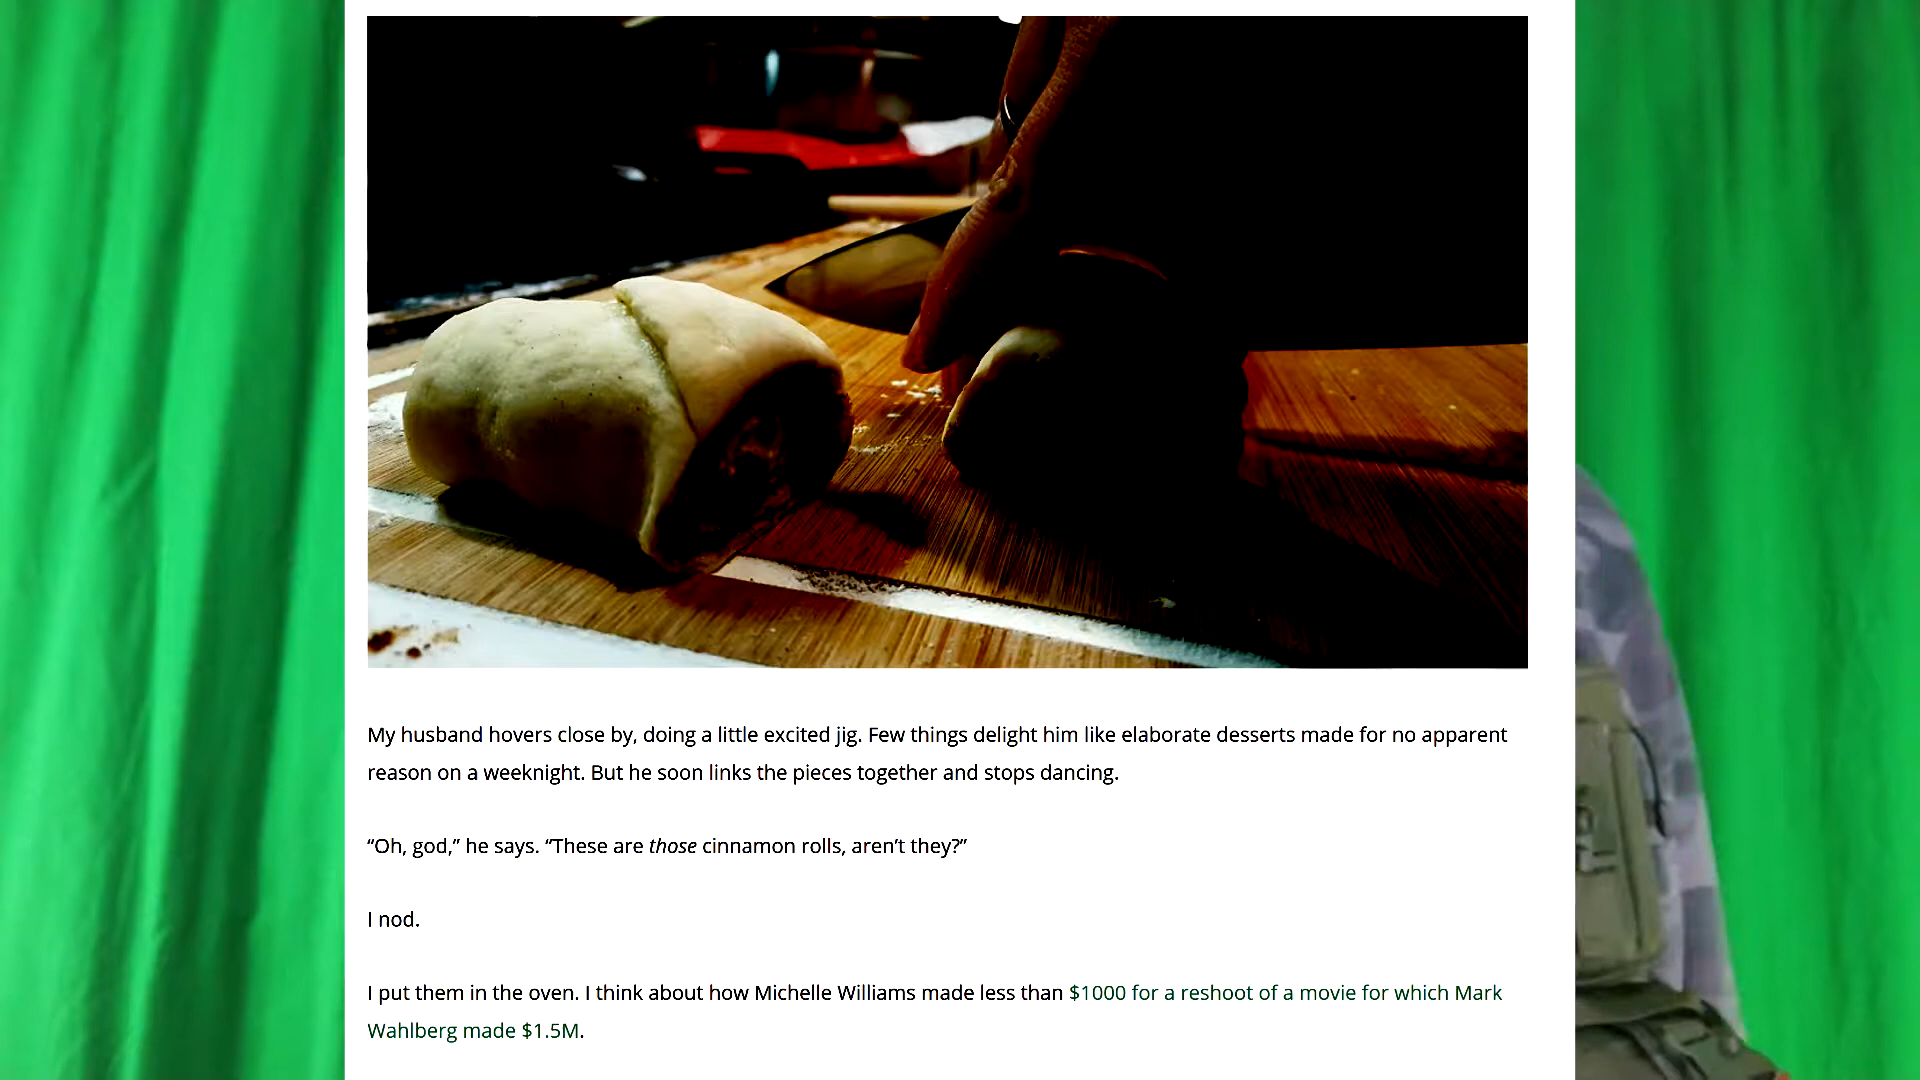 My husband hovers close by, doing a little excited jig. Few things delight him like elaborate desserts made for no apparent
reason on a weeknight. But he soon links the pieces together and stops dancing.
“Oh, god,” he says. “These are those cinnamon rolls, aren’t they?”
I nod.
I put them in the oven. I think about how Michelle Williams made less than $1000 for a reshoot of a movie for which Mark
Wahlberg made $1.5M.